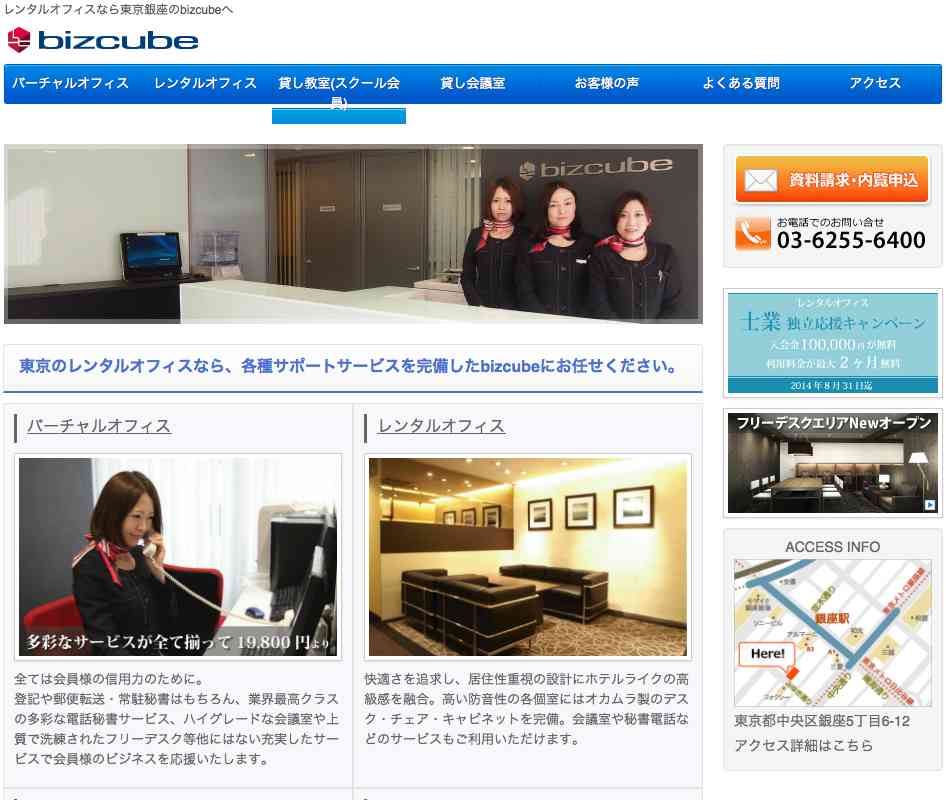 レンタルオフィスなら東京銀座のbizcubeへ
bizcube
バーチャルオフィス
レンタルオフィス
貸し教室(スクール会
員)
貸し会議室
お客様の声
よくある質問
アクセス
bizcube
資料請求・内覧申込
お電話でのお問い合せ
03-6255-6400
レンタルオフィス
士業 独立応援キャンペーン
入会金100,000円が無料
利用料金が最大2ヶ月無料
2014年8月31日迄
東京のレンタルオフィスなら、各種サポートサービスを完備したbizcubeにお任せください。
バーチャルオフィス
多彩なサービスが全て揃って 19,800円より
全ては会員様の信用力のために。
登記や郵便転送・常駐秘書はもちろん、業界最高クラス
の多彩な電話秘書サービス、ハイグレードな会議室や上
質で洗練されたフリーデスク等他にはない充実したサー
ビスで会員様のビジネスを応援いたします。
レンタルオフィス
快適さを追求し、居住性重視の設計にホテルライクの高
級感を融合。高い防音性の各個室にはオカムラ製のデス
ク・チェア・キャビネットを完備。会議室や秘書電話な
どのサービスもご利用いただけます。
フリーデスクエリアNewオープン
ACCESS INFO
銀座駅
ソニービル
アルマーニ
和光
三越
松屋
B3
A1
Here!
東京都中央区銀座5丁目6-12
アクセス詳細はこちら